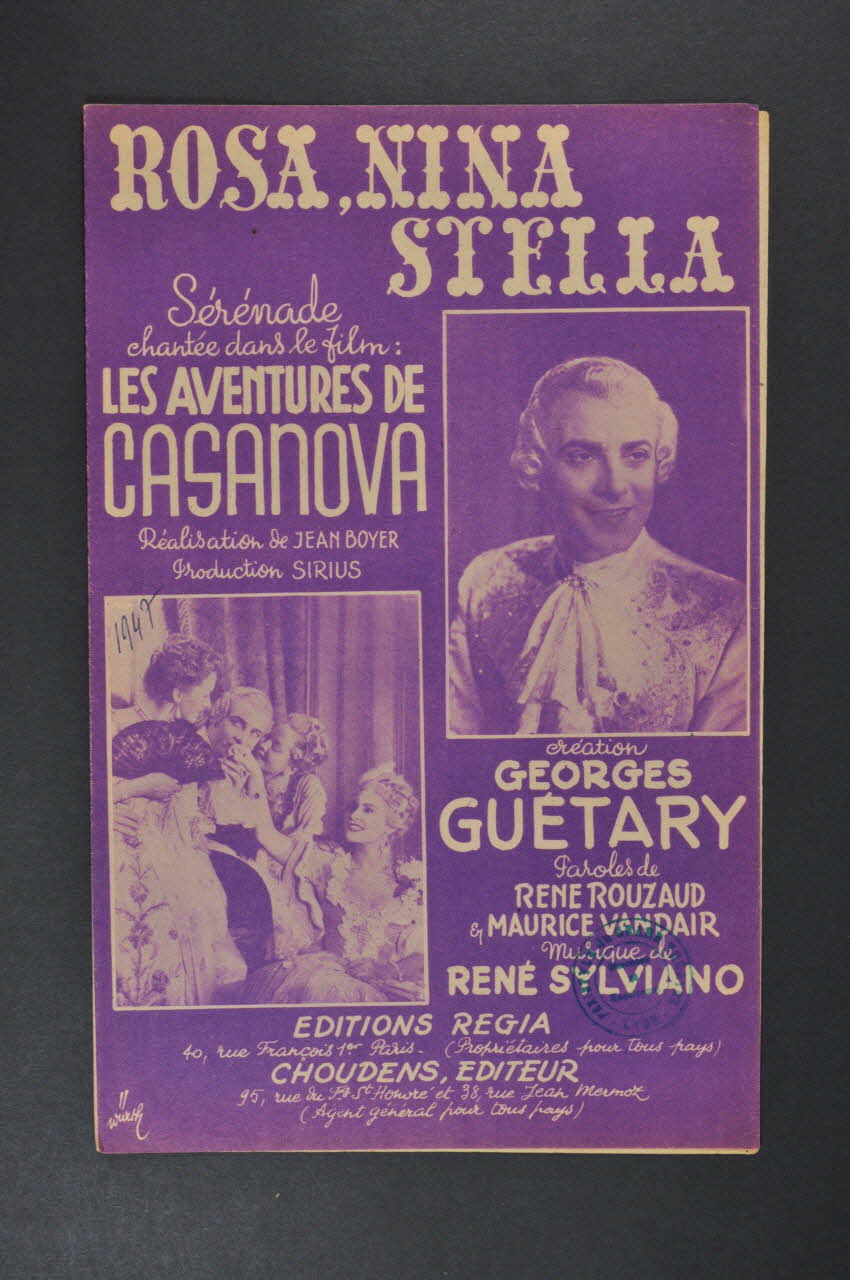 ROSA, NINA
STELLA
Sérénade
chantée dans le film :
LES AVENTURES DE
CASANOVA
Réalisation de JEAN BOYER
Production SIRIUS
1947
création
GEORGES
GUÉTARY
Paroles de
RENE ROUZAUD
& MAURICE VANDAIR
Musique de
RENÉ SYLVIANO
EDITIONS REGIA
40, rue François 1er Paris - (Propriétaires pour tous pays)
CHOUDENS, EDITEUR
95, rue du Fg St Honoré et 38, rue Jean Mermoz
(Agent général pour tous pays)
würth